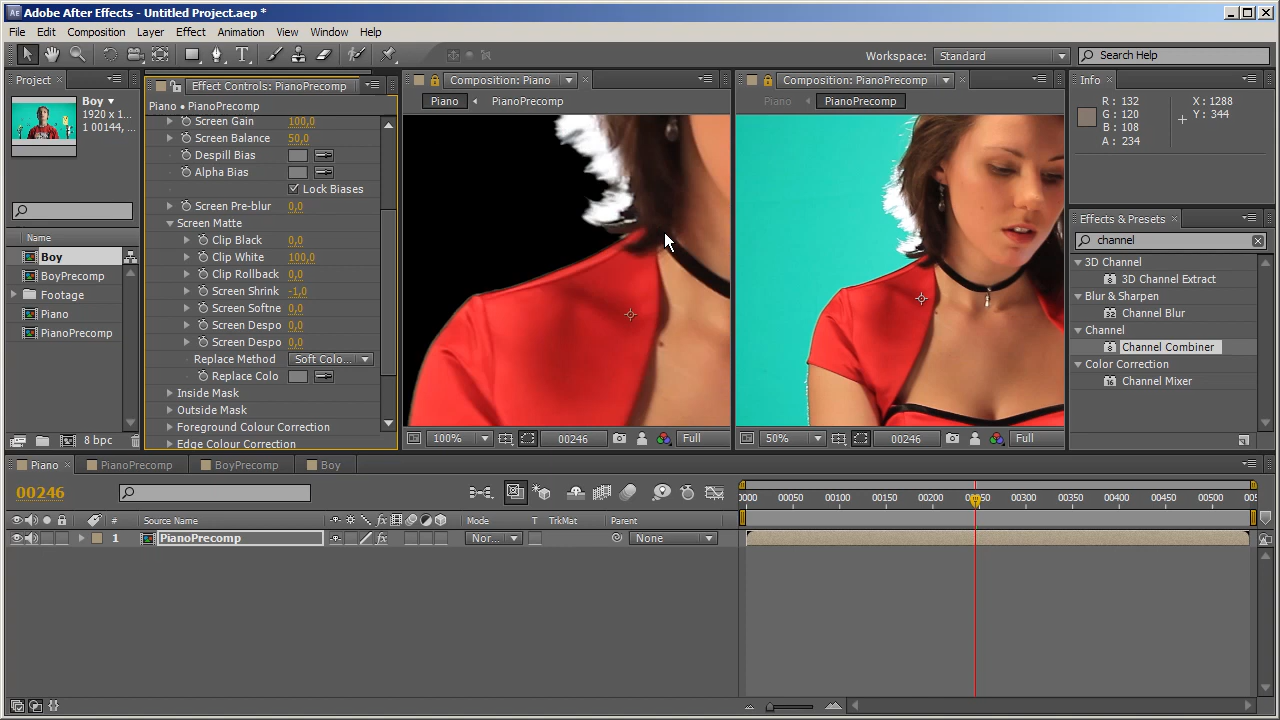 Adobe After Effects - Untitled Project.aep *
File Edit Composition Layer Effect Animation View Window Help
Workspace: Standard Search Help
Project
Effect Controls: PianoPrecomp
Composition: Piano
Composition: PianoPrecomp
Info
Boy
1920 x 1...
1 00144, ...
Piano • PianoPrecomp
Screen Gain 100,0
Screen Balance 50,0
Despill Bias
Alpha Bias
Lock Biases
Screen Pre-blur 0,0
Screen Matte
Clip Black 0,0
Clip White 100,0
Clip Rollback 0,0
Screen Shrink -1,0
Screen Softne 0,0
Screen Despo 0,0
Screen Despo 0,0
Replace Method Soft Colo...
Replace Colo
Inside Mask
Outside Mask
Foreground Colour Correction
Edge Colour Correction
Piano PianoPrecomp
Piano PianoPrecomp
R: 132
G: 120
B: 108
A: 234
X: 1288
Y: 344
Effects & Presets
channel
3D Channel
3D Channel Extract
Blur & Sharpen
Channel Blur
Channel
Channel Combiner
Color Correction
Channel Mixer
Name
Boy
BoyPrecomp
Footage
Piano
PianoPrecomp
8 bpc
100% 00246 Full
50% 00246 Full
Piano PianoPrecomp BoyPrecomp Boy
00246
0000 00050 00100 00150 00200 00250 00300 00350 00400 00450 00500
# Source Name Mode T TrkMat Parent
1 PianoPrecomp Nor... None